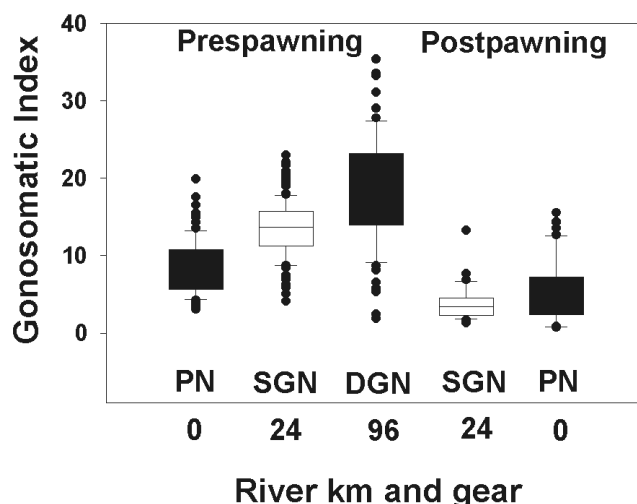 40
Prespawning Postpawning
30
20
10
0
Gonosomatic Index
PN SGN DGN SGN PN
0 24 96 24 0
River km and gear